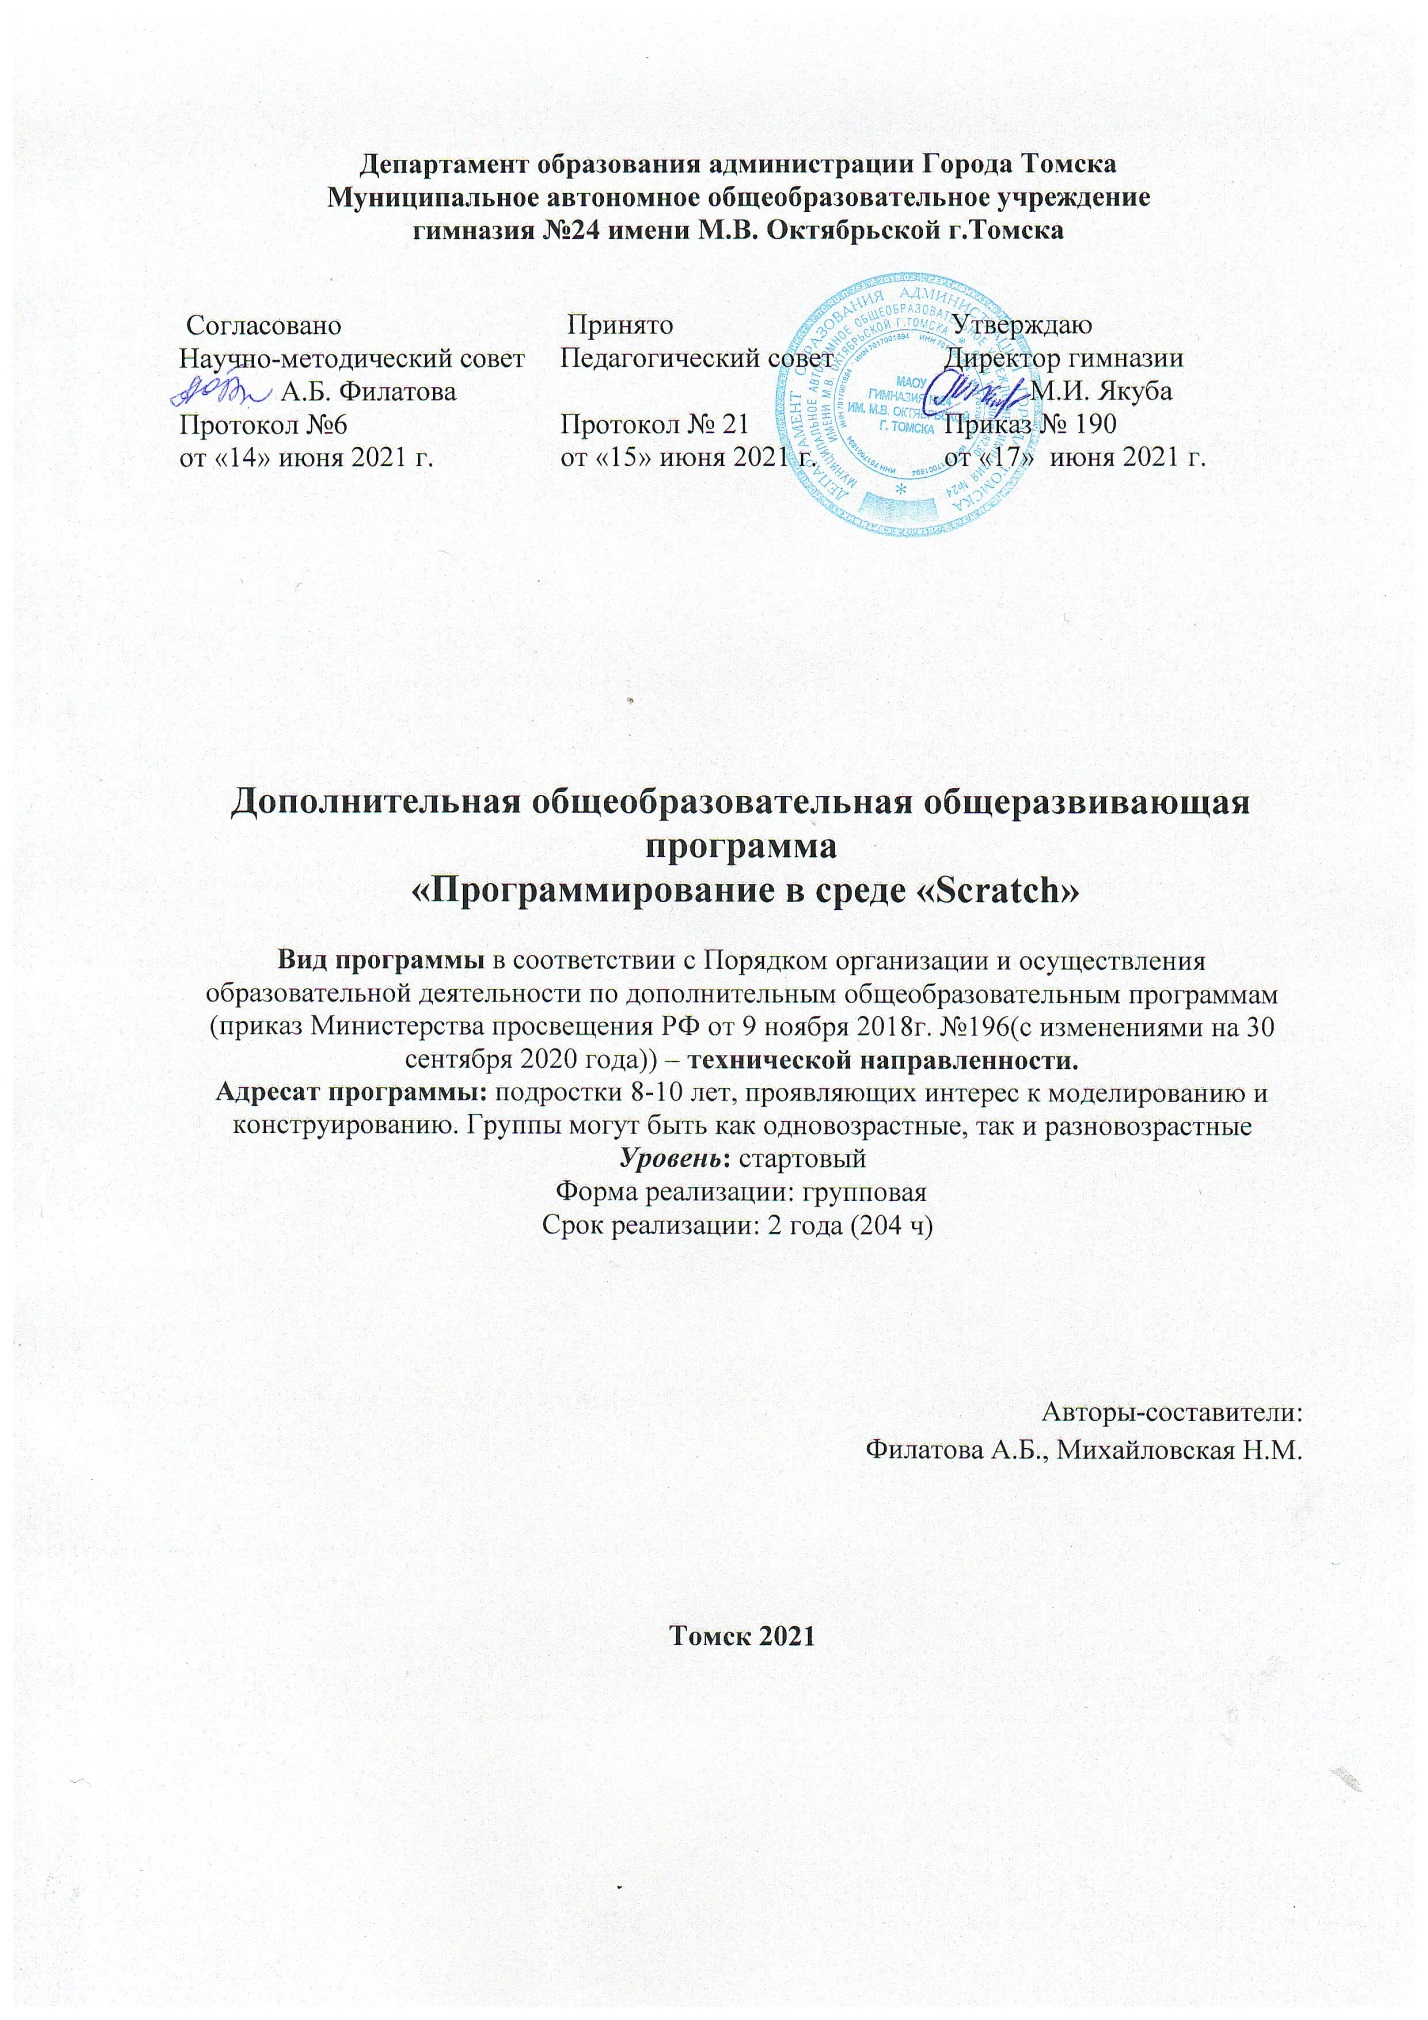 Департамент образования администрации Города Томска
Муниципальное автономное общеобразовательное учреждение
гимназия №24 имени М.В. Октябрьской г.Томска
Согласовано
Научно-методический совет
А.Б. Филатова
Протокол №6
от «14» июня 2021 г.
Принято
Педагогический совет
Протокол № 21
от «15» июня 2021 г.
Утверждаю
Директор гимназии
М.И. Якуба
Приказ № 190
от «17» июня 2021 г.
МАОУ
ГИМНАЗИЯ №24
ИМ. М.В. ОКТЯБРЬСКОЙ
Г. ТОМСКА
Дополнительная общеобразовательная общеразвивающая
программа
«Программирование в среде «Scratch»
Вид программы в соответствии с Порядком организации и осуществления
образовательной деятельности по дополнительным общеобразовательным программам
(приказ Министерства просвещения РФ от 9 ноября 2018г. №196(с изменениями на 30
сентября 2020 года)) – технической направленности.
Адресат программы: подростки 8-10 лет, проявляющих интерес к моделированию и
конструированию. Группы могут быть как одновозрастные, так и разновозрастные
Уровень: стартовый
Форма реализации: групповая
Срок реализации: 2 года (204 ч)
Авторы-составители:
Филатова А.Б., Михайловская Н.М.
Томск 2021